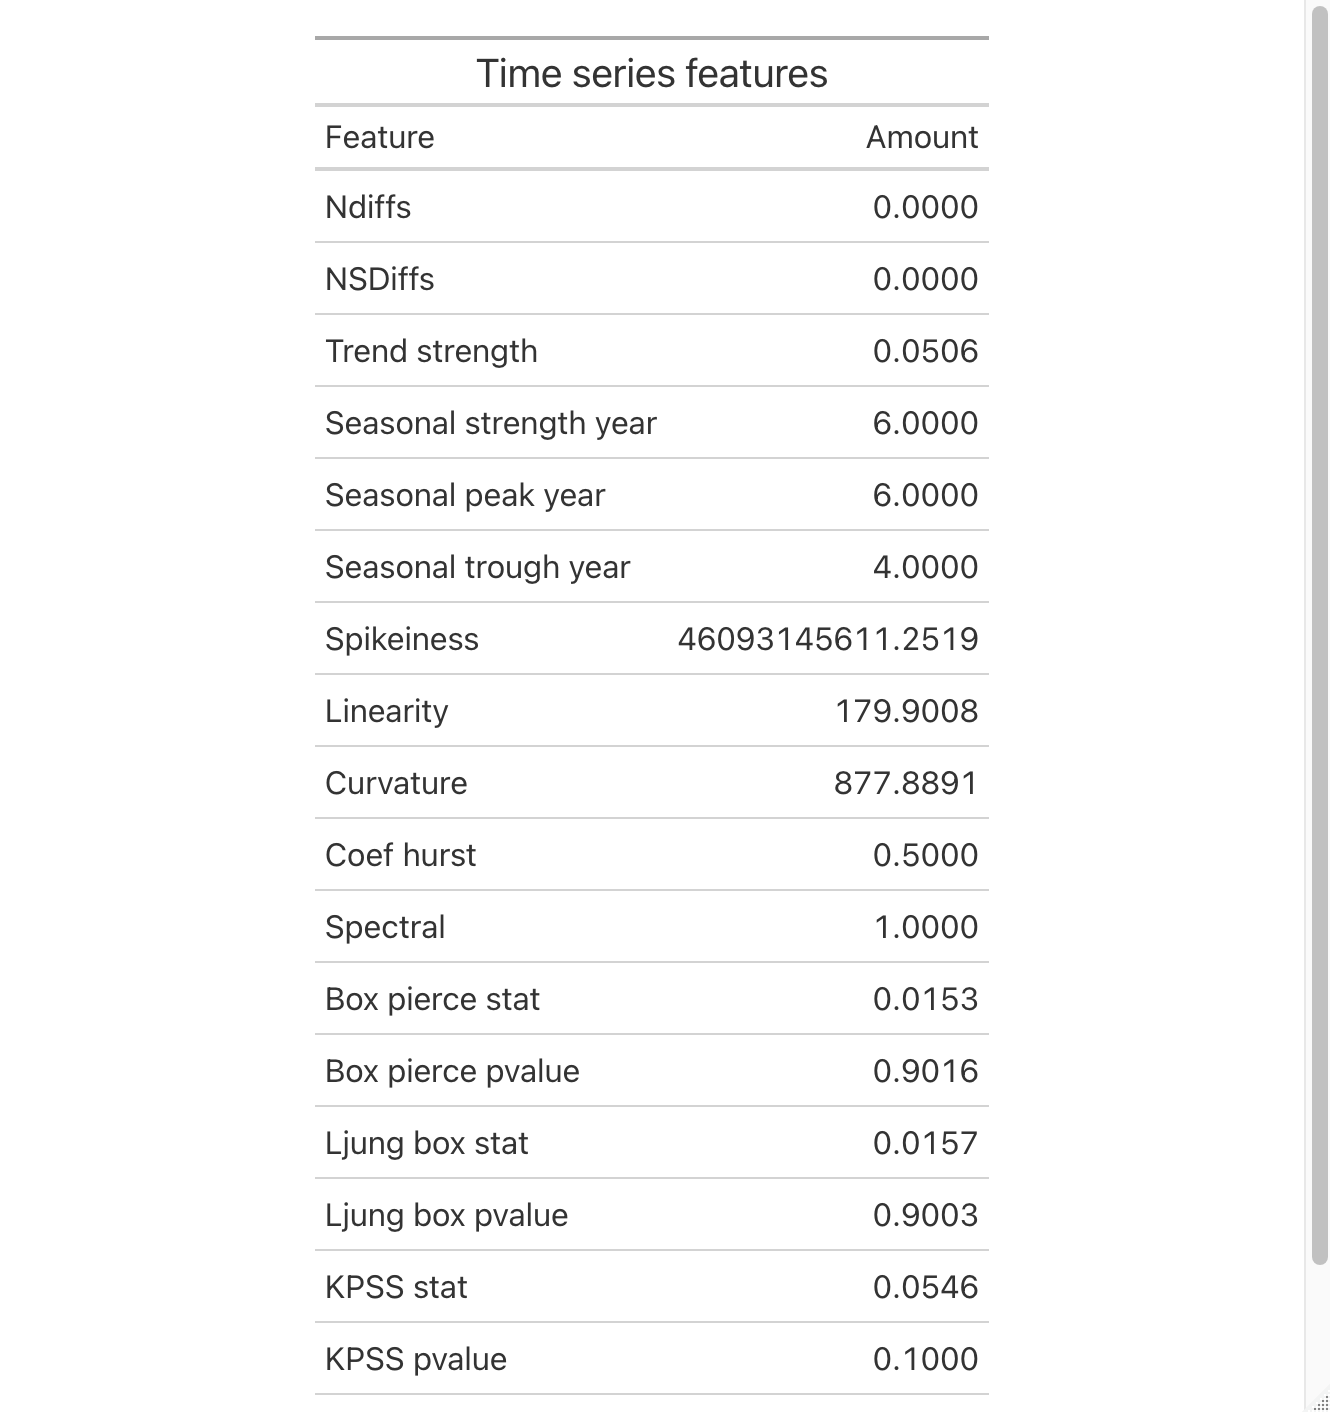 Time series features
Feature Amount
Ndiffs 0.0000
NSDiffs 0.0000
Trend strength 0.0506
Seasonal strength year 6.0000
Seasonal peak year 6.0000
Seasonal trough year 4.0000
Spikeiness 46093145611.2519
Linearity 179.9008
Curvature 877.8891
Coef hurst 0.5000
Spectral 1.0000
Box pierce stat 0.0153
Box pierce pvalue 0.9016
Ljung box stat 0.0157
Ljung box pvalue 0.9003
KPSS stat 0.0546
KPSS pvalue 0.1000